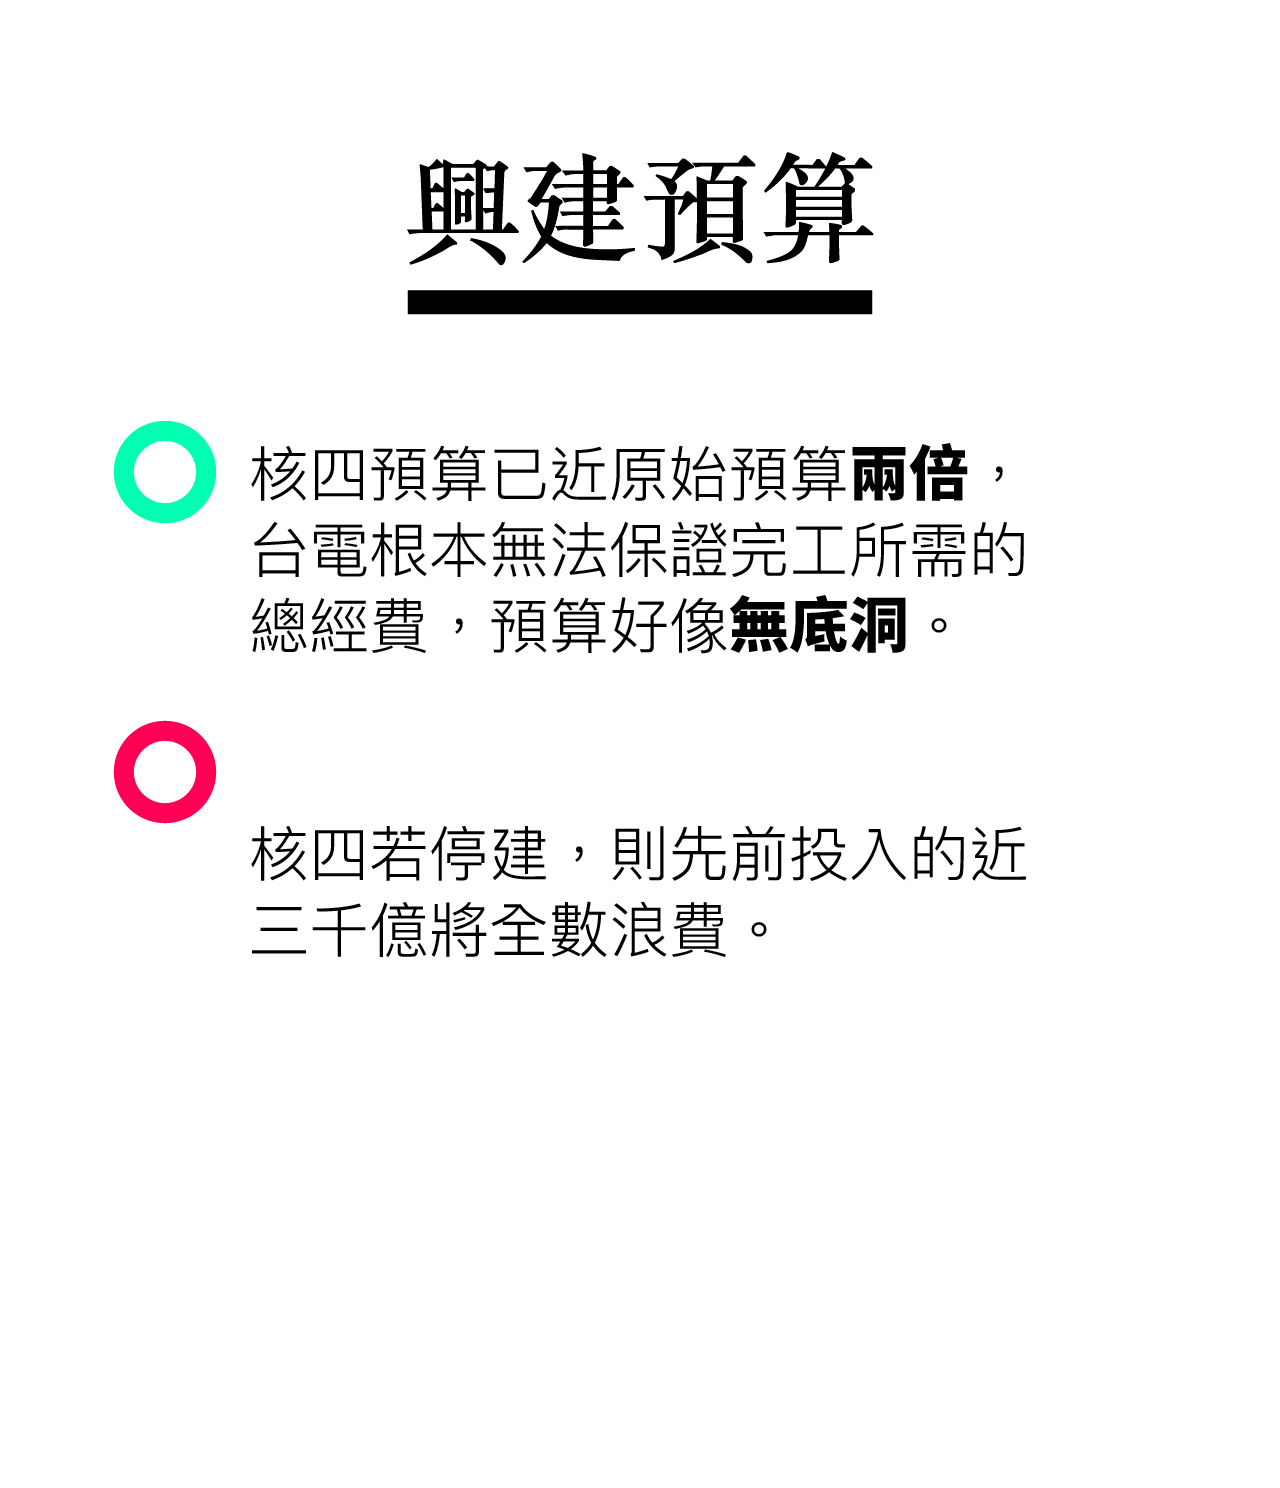 興建預算
核四預算已近原始預算兩倍，
台電根本無法保證完工所需的
總經費，預算好像無底洞。
核四若停建，則先前投入的近
三千億將全數浪費。